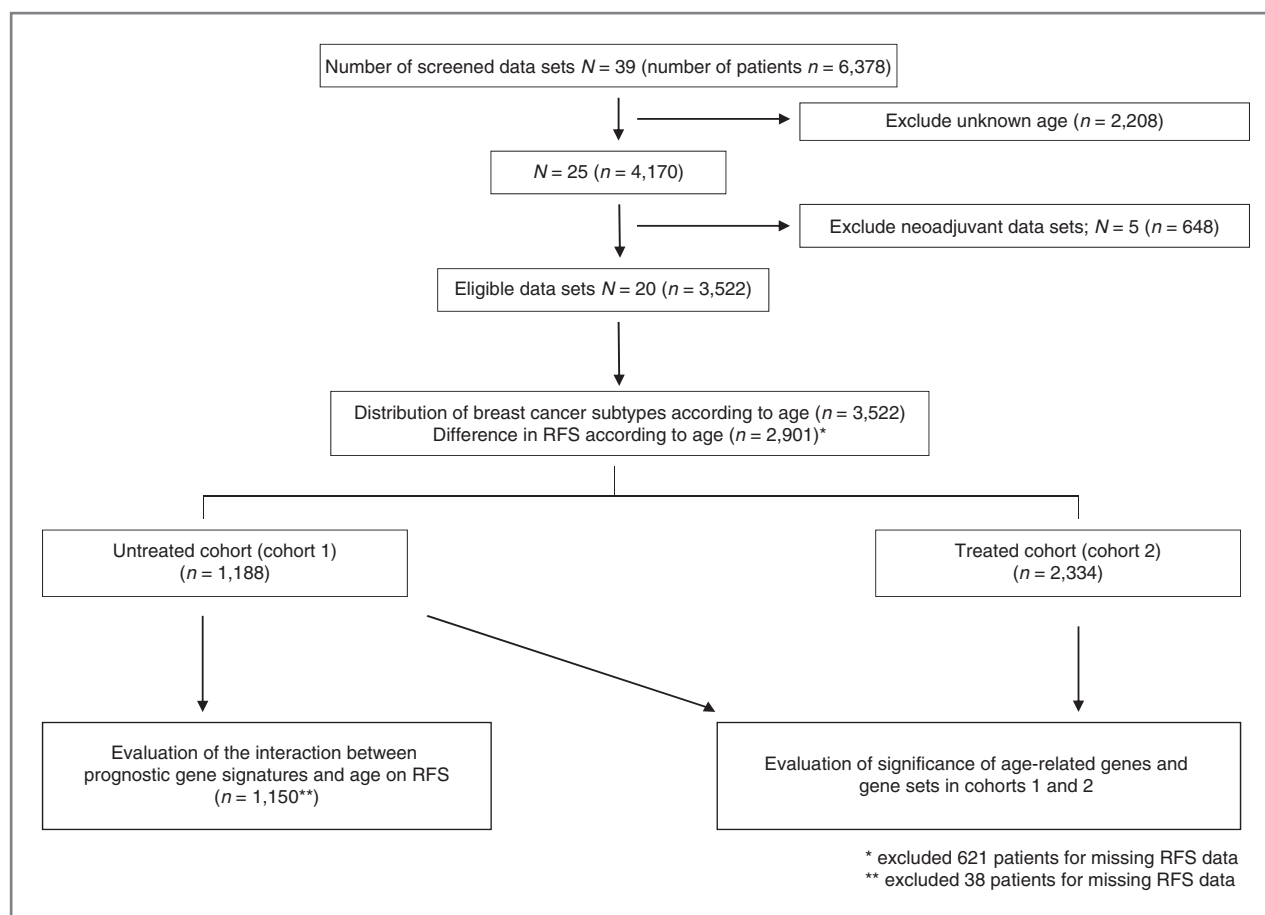 Number of screened data sets N = 39 (number of patients n = 6,378)
Exclude unknown age (n = 2,208)
N = 25 (n = 4,170)
Exclude neoadjuvant data sets; N = 5 (n = 648)
Eligible data sets N = 20 (n = 3,522)
Distribution of breast cancer subtypes according to age (n = 3,522)
Difference in RFS according to age (n = 2,901)*
Untreated cohort (cohort 1)
(n = 1,188)
Treated cohort (cohort 2)
(n = 2,334)
Evaluation of the interaction between
prognostic gene signatures and age on RFS
(n = 1,150**)
Evaluation of significance of age-related genes and
gene sets in cohorts 1 and 2
* excluded 621 patients for missing RFS data
** excluded 38 patients for missing RFS data